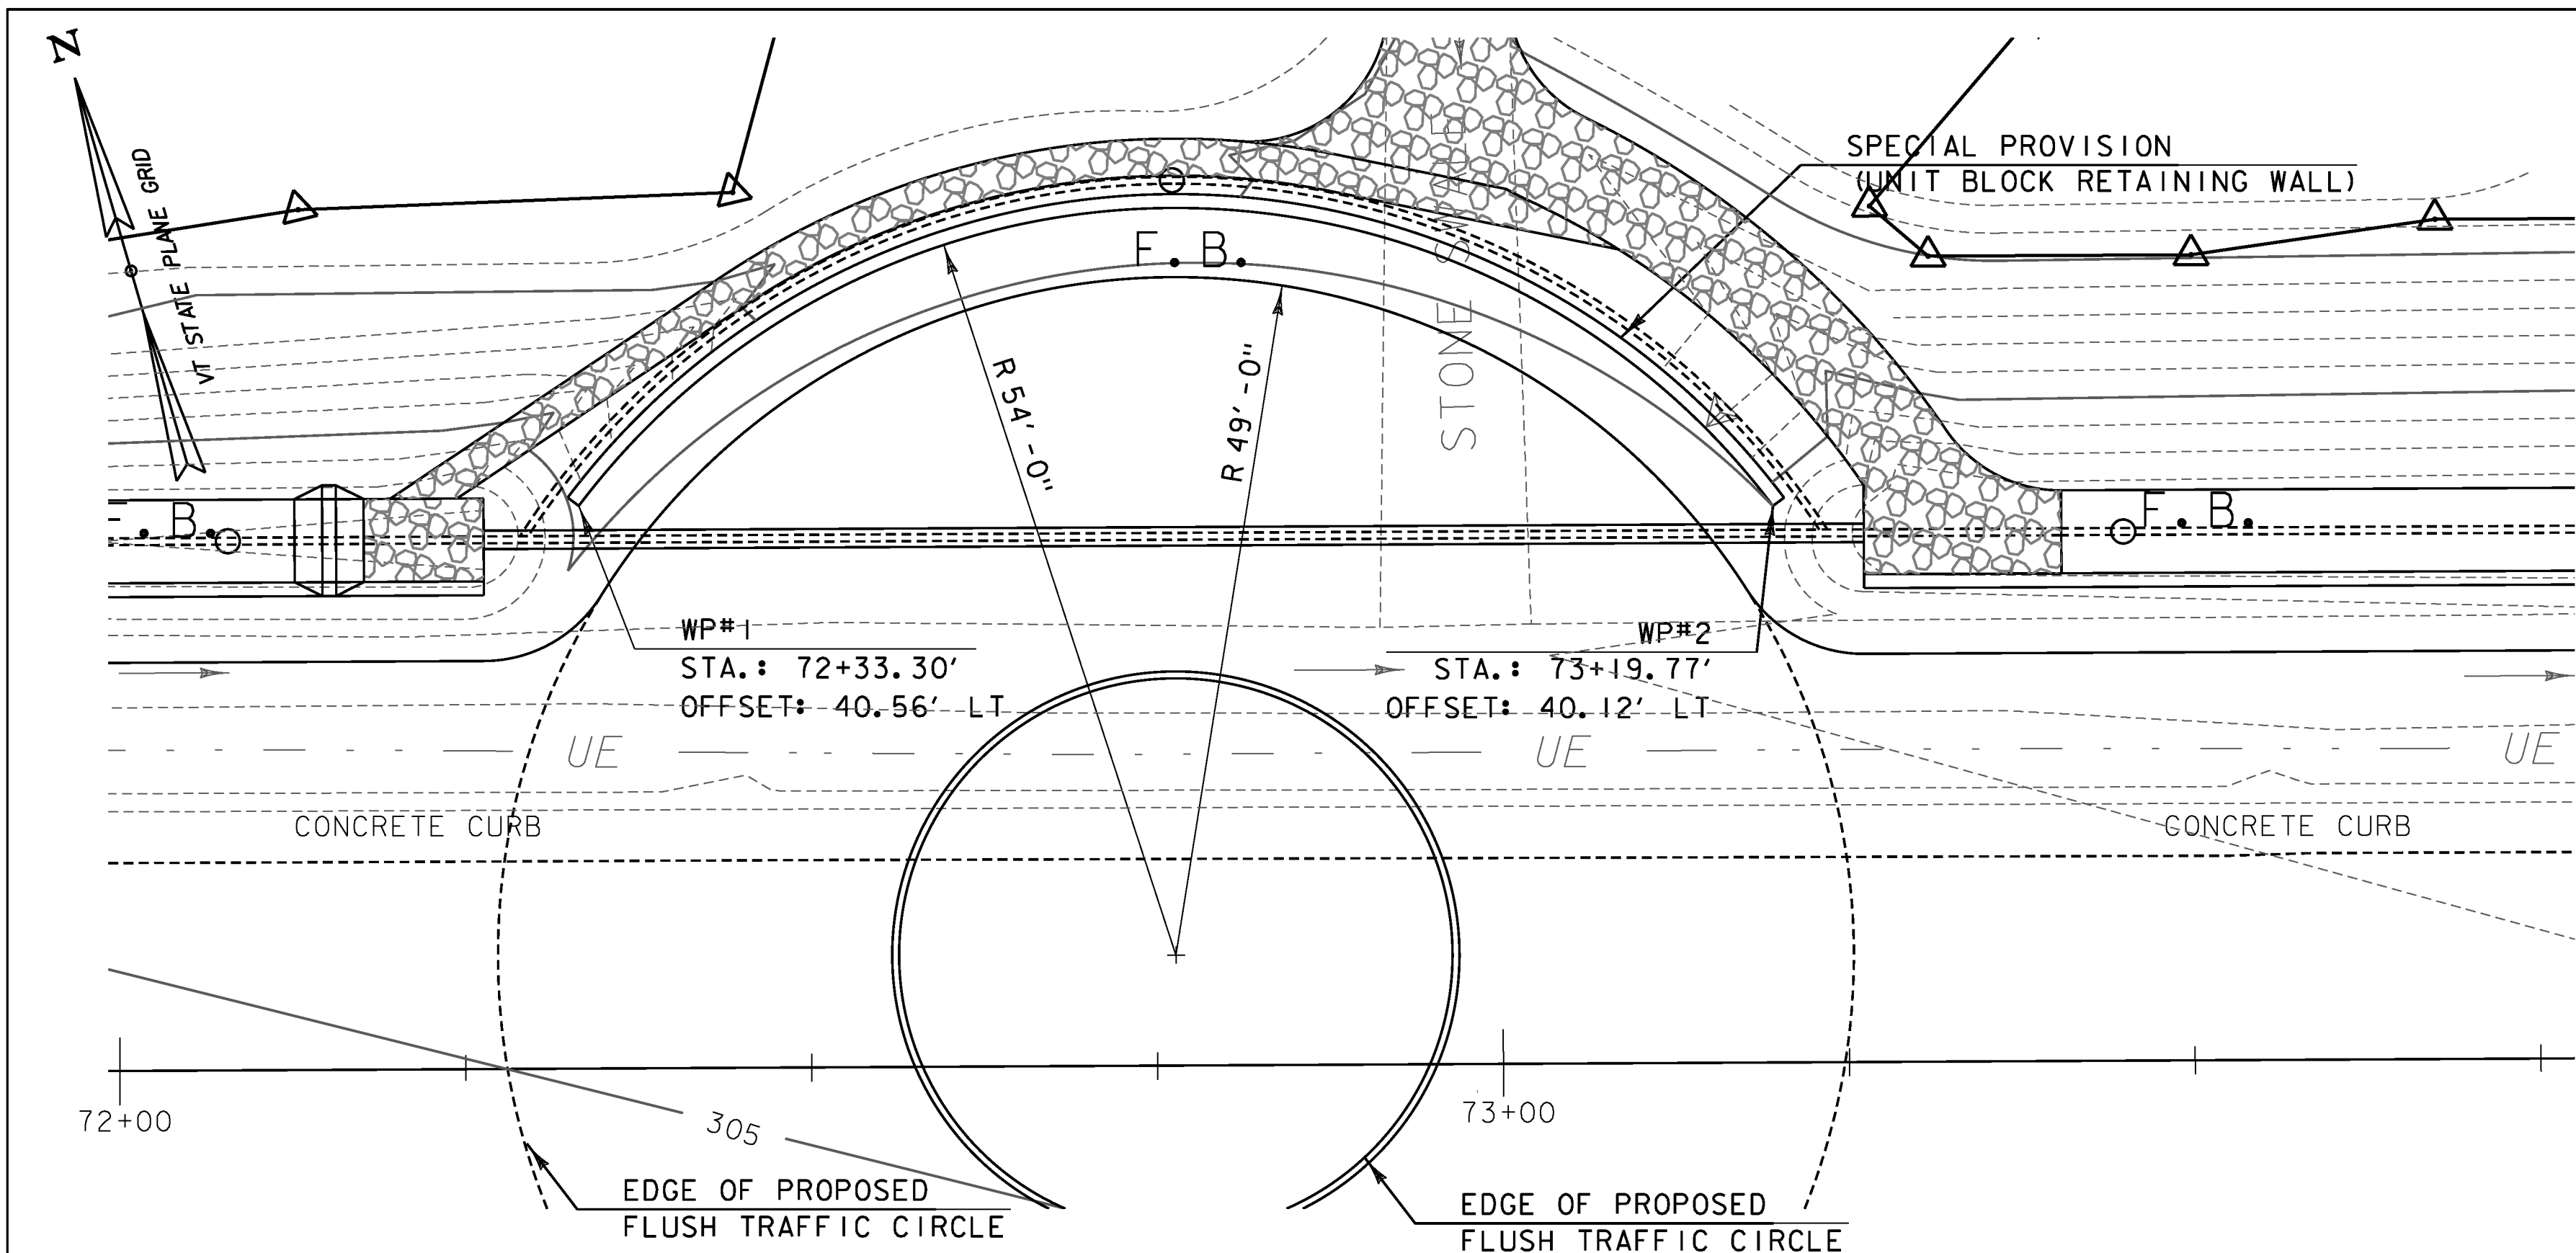 N
VT STATE PLANE GRID
SPECIAL PROVISION
(UNIT BLOCK RETAINING WALL)
F. B.
STONE SWALE
R 54'-0"
R 49'-0"
F. B.
F. B.
WP#1
STA.: 72+33.30'
OFFSET: 40.56' LT
WP#2
STA.: 73+19.77'
OFFSET: 40.12' LT
UE
UE
UE
CONCRETE CURB
CONCRETE CURB
72+00
73+00
305
EDGE OF PROPOSED
FLUSH TRAFFIC CIRCLE
EDGE OF PROPOSED
FLUSH TRAFFIC CIRCLE